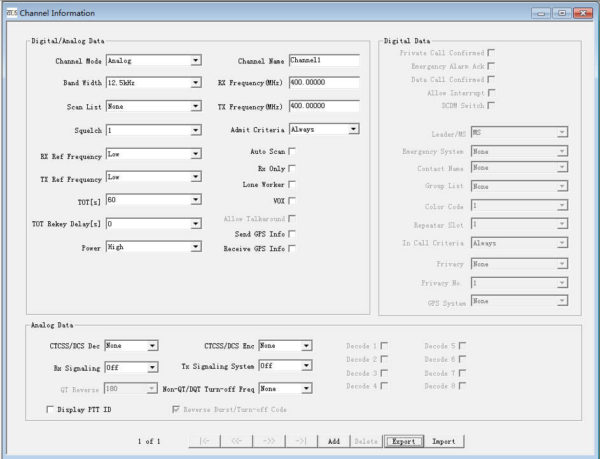 Channel Information
Digital/Analog Data
Channel Mode Analog
Band Width 12.5kHz
Scan List None
Squelch 1
RX Ref Frequency Low
TX Ref Frequency Low
TOT[s] 60
TOT Rekey Delay[s] 0
Power High
Channel Name Channel1
RX Frequency(MHz) 400.00000
TX Frequency(MHz) 400.00000
Admit Criteria Always
Auto Scan
Rx Only
Lone Worker
VOX
Allow Talkaround
Send GPS Info
Receive GPS Info
Digital Data
Private Call Confirmed
Emergency Alarm Ack
Data Call Confirmed
Allow Interrupt
DCDM Switch
Leader/MS MS
Emergency System None
Contact Name None
Group List None
Color Code 1
Repeater Slot 1
In Call Criteria Always
Privacy None
Privacy No. 1
GPS System None
Analog Data
CTCSS/DCS Dec None
Rx Signaling Off
QT Reverse 180
Display PTT ID
CTCSS/DCS Enc None
Tx Signaling System Off
Non-QT/DQT Turn-off Freq None
Reverse Burst/Turn-off Code
Decode 1
Decode 2
Decode 3
Decode 4
Decode 5
Decode 6
Decode 7
Decode 8
1 of 1 |<- <<- ->> ->| Add Delete Export Import